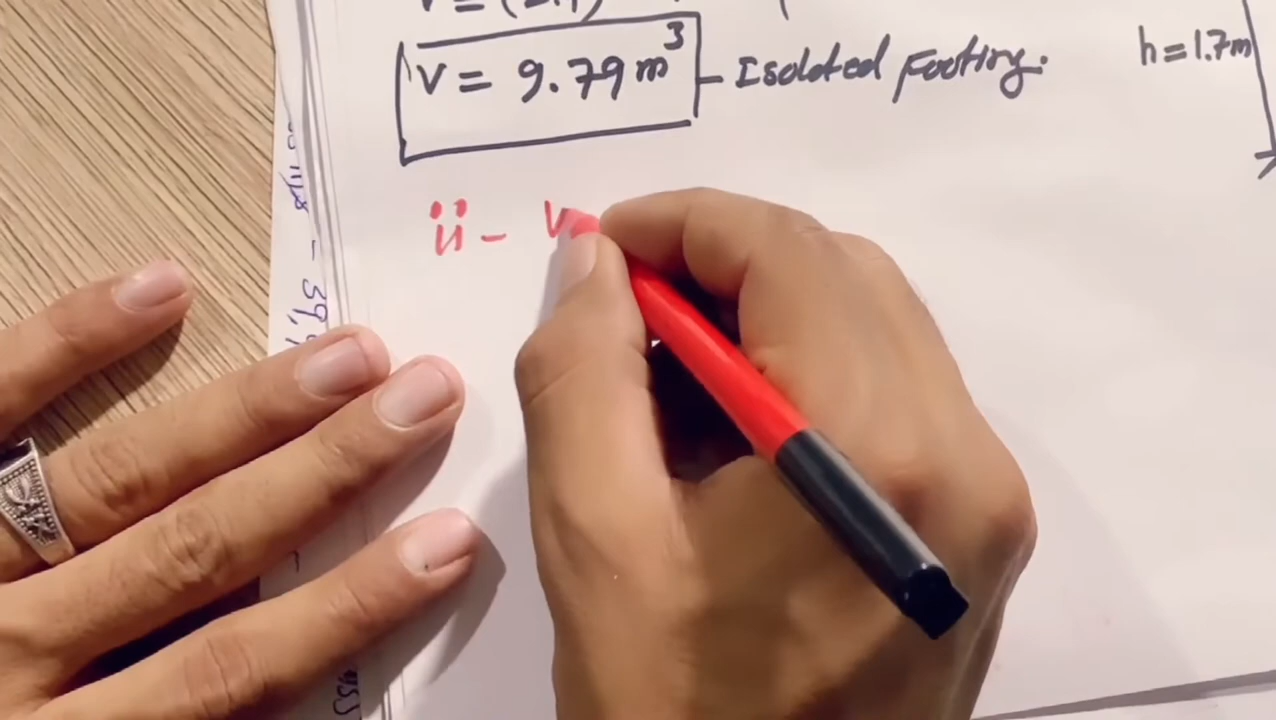 V = 9.79 m³ - Isolated Footing. h = 1.7m
ii - V